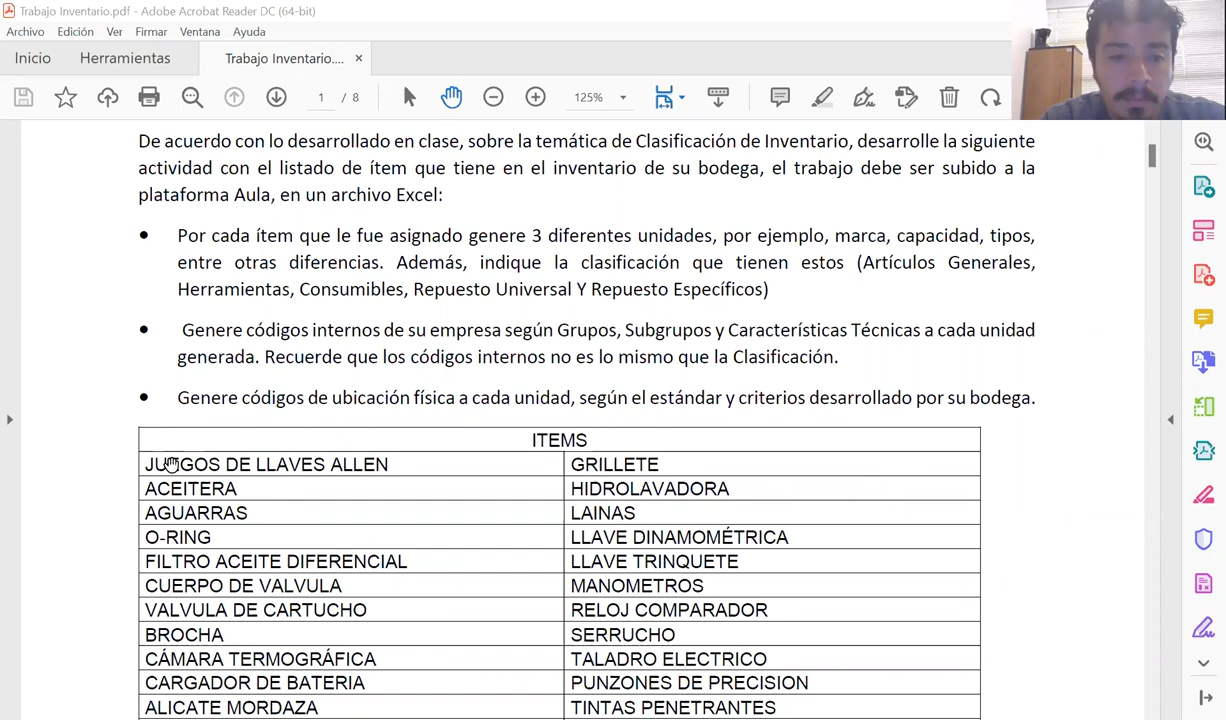 Trabajo Inventario.pdf - Adobe Acrobat Reader DC (64-bit)
Archivo Edición Ver Firmar Ventana Ayuda
Inicio Herramientas Trabajo Inventario.... ×
1 / 8 125%
De acuerdo con lo desarrollado en clase, sobre la temática de Clasificación de Inventario, desarrolle la siguiente
actividad con el listado de ítem que tiene en el inventario de su bodega, el trabajo debe ser subido a la
plataforma Aula, en un archivo Excel:
• Por cada ítem que le fue asignado genere 3 diferentes unidades, por ejemplo, marca, capacidad, tipos,
entre otras diferencias. Además, indique la clasificación que tienen estos (Artículos Generales,
Herramientas, Consumibles, Repuesto Universal Y Repuesto Específicos)
• Genere códigos internos de su empresa según Grupos, Subgrupos y Características Técnicas a cada unidad
generada. Recuerde que los códigos internos no es lo mismo que la Clasificación.
• Genere códigos de ubicación física a cada unidad, según el estándar y criterios desarrollado por su bodega.
ITEMS
JUEGOS DE LLAVES ALLEN GRILLETE
ACEITERA HIDROLAVADORA
AGUARRAS LAINAS
O-RING LLAVE DINAMOMÉTRICA
FILTRO ACEITE DIFERENCIAL LLAVE TRINQUETE
CUERPO DE VALVULA MANOMETROS
VALVULA DE CARTUCHO RELOJ COMPARADOR
BROCHA SERRUCHO
CÁMARA TERMOGRÁFICA TALADRO ELECTRICO
CARGADOR DE BATERIA PUNZONES DE PRECISION
ALICATE MORDAZA TINTAS PENETRANTES